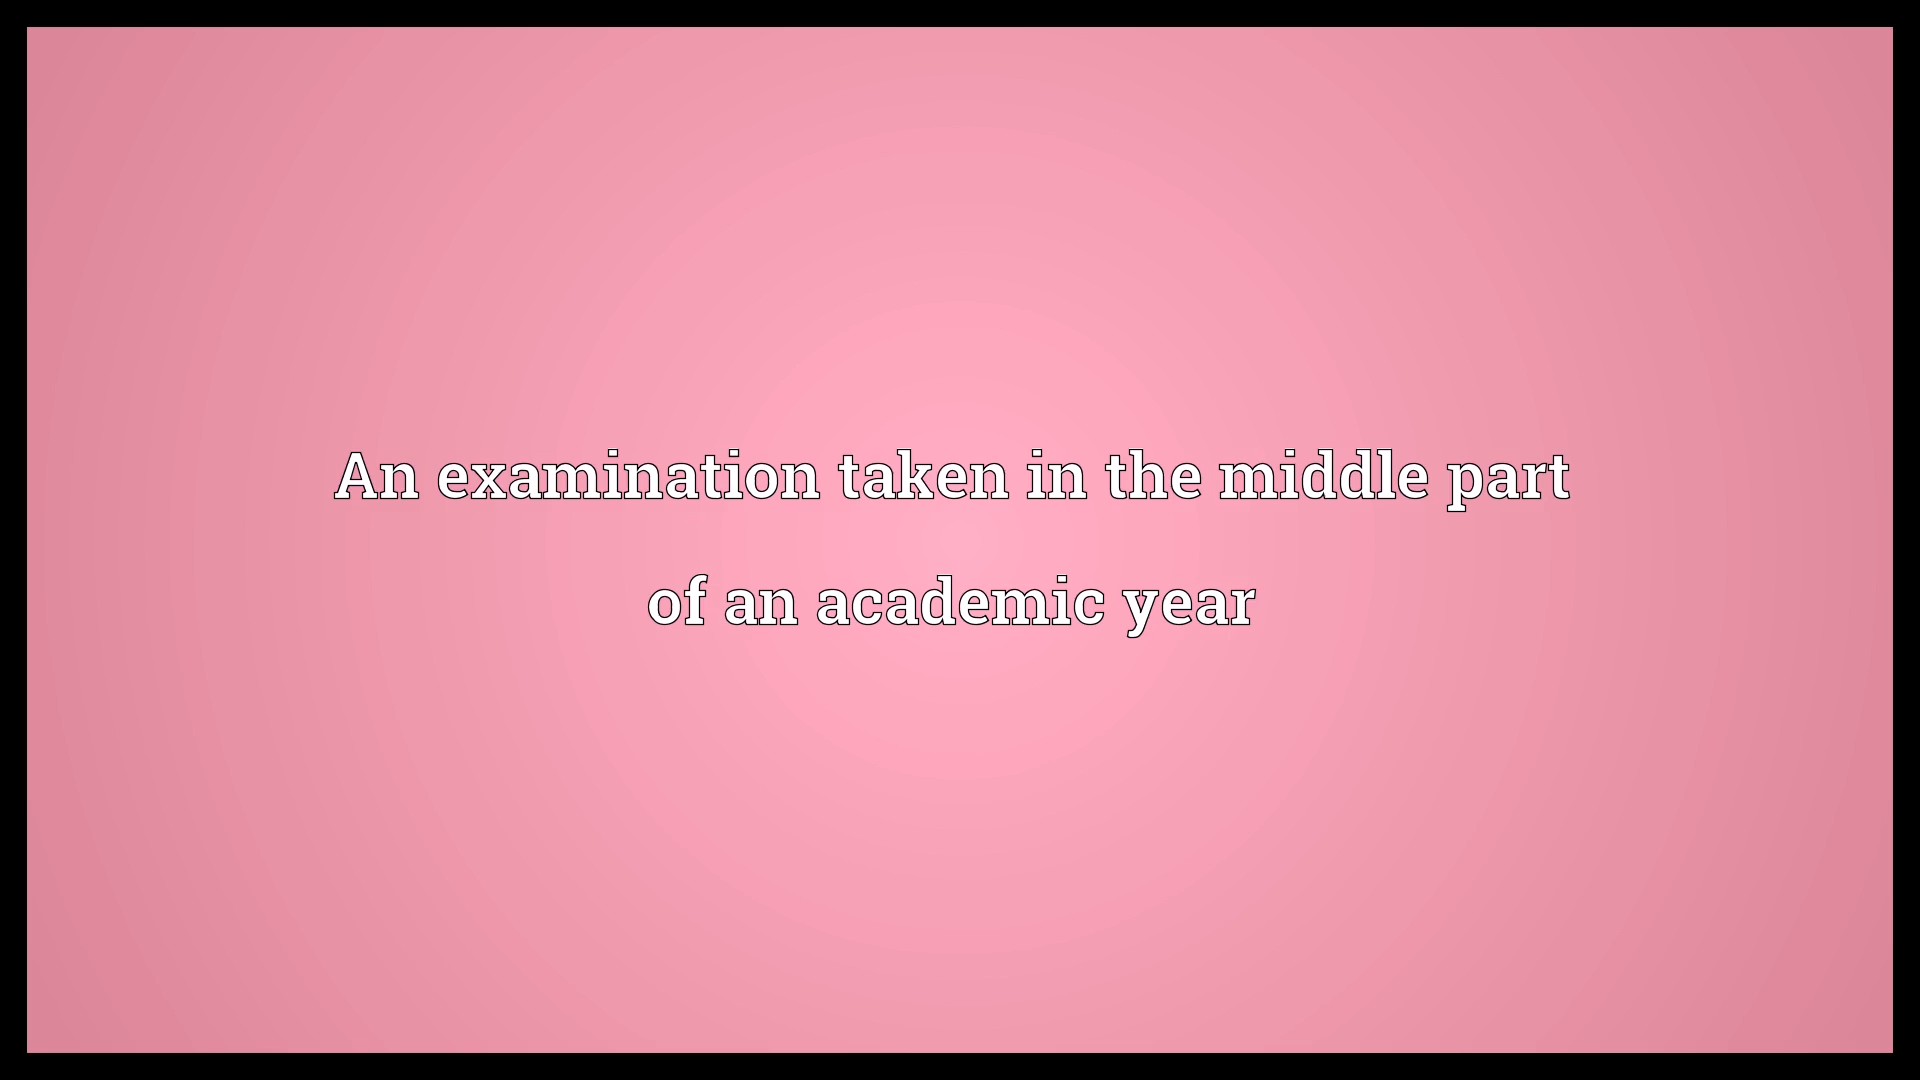 An examination taken in the middle part
of an academic year